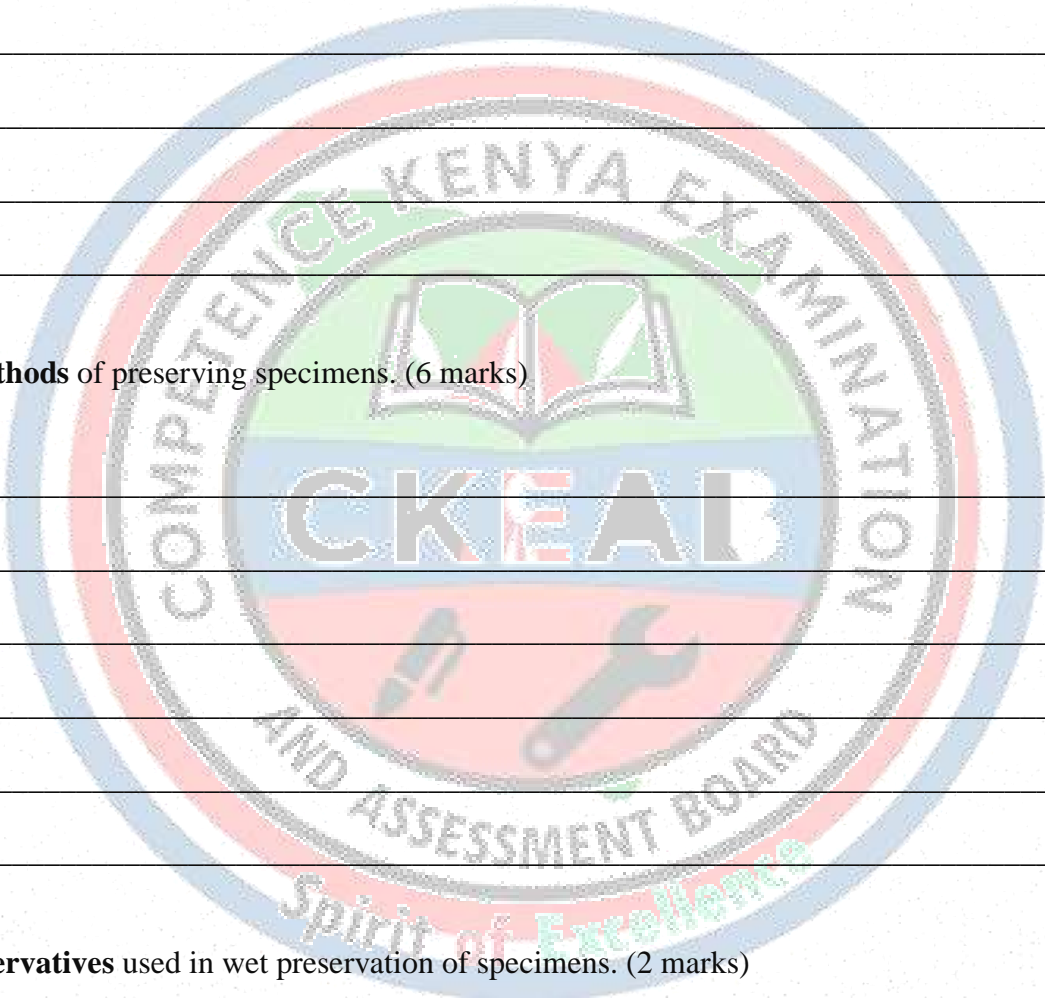 COMPETENCE KENYA EXAMINATION
thods of preserving specimens. (6 marks)
CKEAB
AND ASSESSMENT BOARD
Spirit of Excellence
ervatives used in wet preservation of specimens. (2 marks)